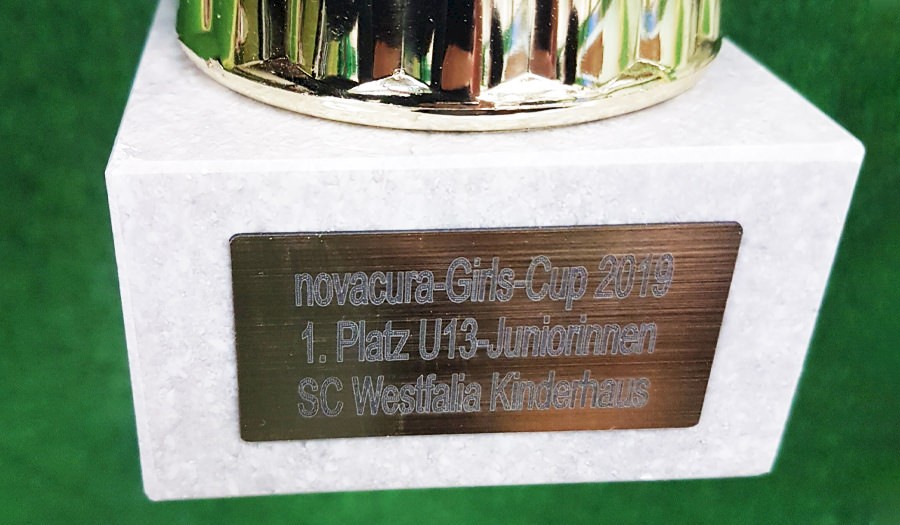 novacura-Girls-Cup 2019
1. Platz U13-Juniorinnen
SC Westfalia Kinderhaus